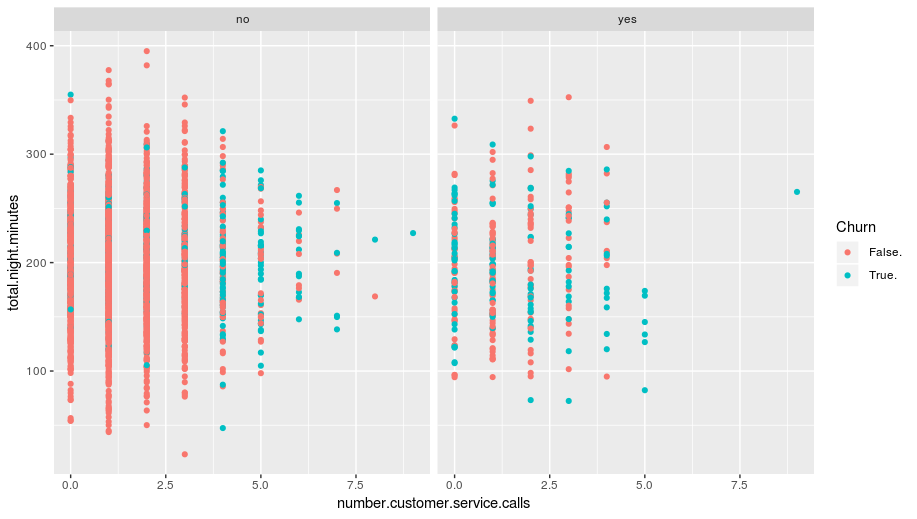 no
yes
400
300
200
100
total.night.minutes
0.0
2.5
5.0
7.5
0.0
2.5
5.0
7.5
number.customer.service.calls
Churn
False.
True.